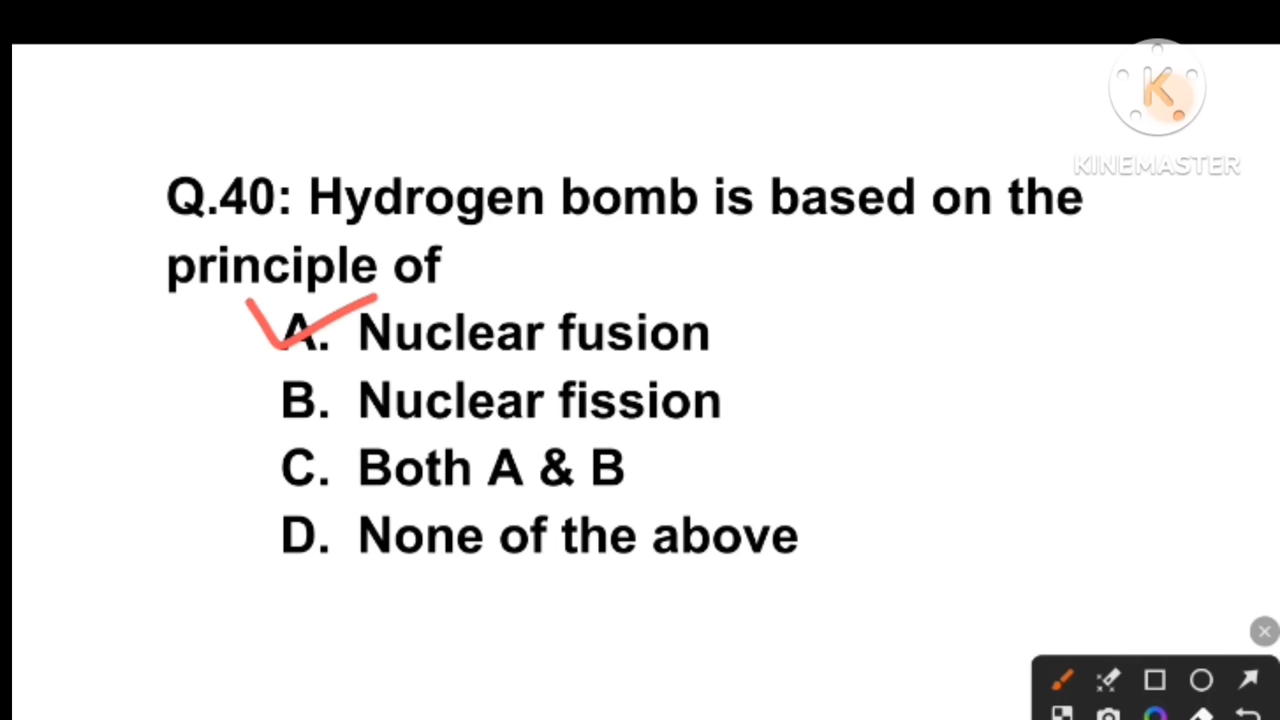 K
KINEMASTER
Q.40: Hydrogen bomb is based on the
principle of
A. Nuclear fusion
B. Nuclear fission
C. Both A & B
D. None of the above